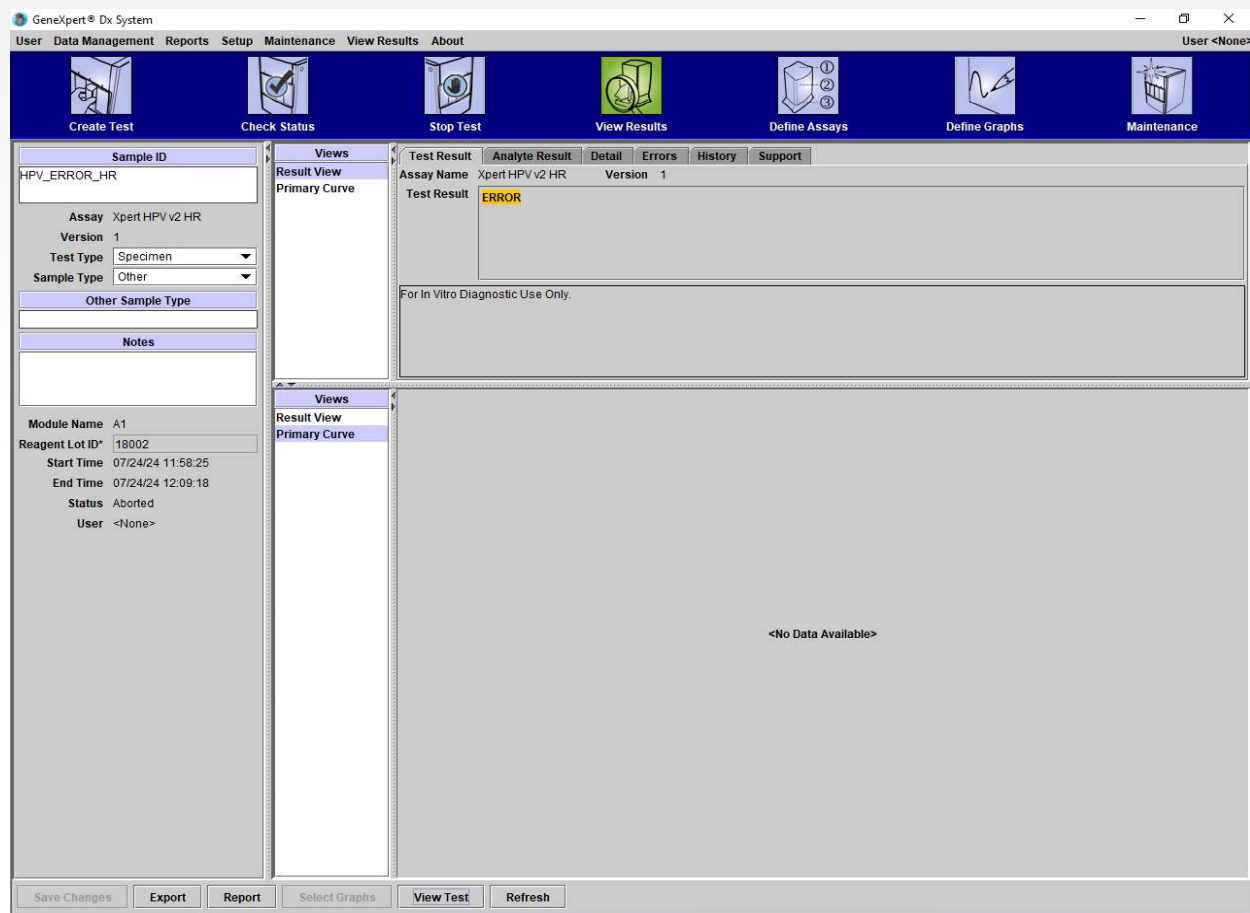 GeneXpert® Dx System
User Data Management Reports Setup Maintenance View Results About User <None>
Create Test Check Status Stop Test View Results Define Assays Define Graphs Maintenance
Sample ID
HPV_ERROR_HR
Assay Xpert HPV v2 HR
Version 1
Test Type Specimen
Sample Type Other
Other Sample Type
Notes
Module Name A1
Reagent Lot ID* 18002
Start Time 07/24/24 11:58:25
End Time 07/24/24 12:09:18
Status Aborted
User <None>
Views
Result View
Primary Curve
Test Result Analyte Result Detail Errors History Support
Assay Name Xpert HPV v2 HR Version 1
Test Result ERROR
For In Vitro Diagnostic Use Only.
Views
Result View
Primary Curve
<No Data Available>
Save Changes Export Report Select Graphs View Test Refresh